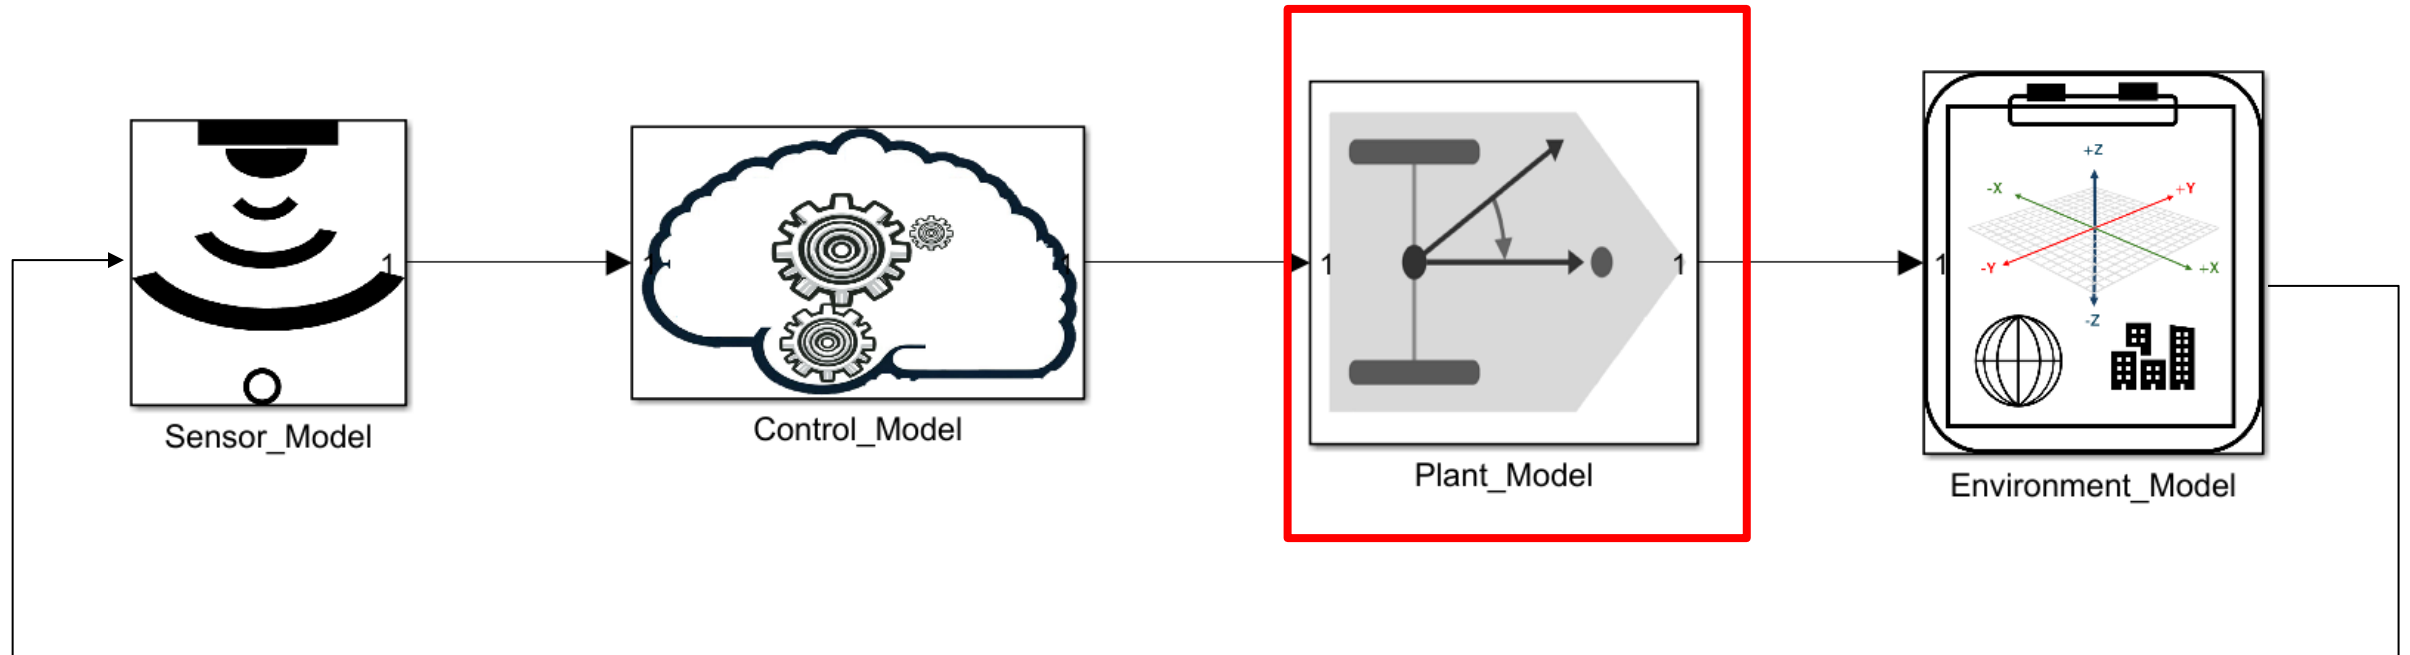 1
1
1
1
1
1
Sensor_Model
Control_Model
Plant_Model
+Z
-X
+Y
-Y
+X
-Z
Environment_Model